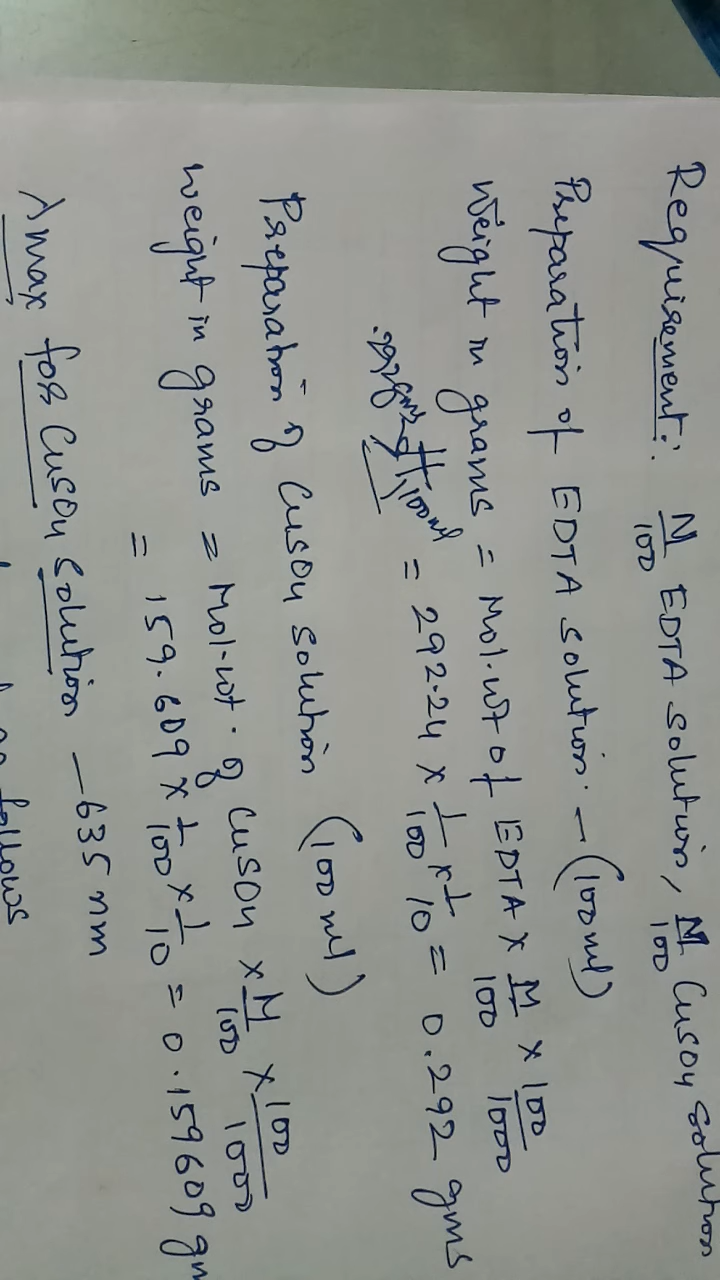 Requirement: M/100 EDTA solution, M/100 CuSO4 solution
Preparation of EDTA solution. - (100 ml)
Weight in grams = Mol.wt of EDTA × M/100 × 100/1000
= 292.24 × 1/100 × 1/10 = 0.292 gms
Preparation of CuSO4 solution (100 ml)
weight in grams = Mol.wt. of CuSO4 × M/100 × 100/1000
= 159.609 × 1/100 × 1/10 = 0.159609 gm
λmax for CuSO4 solution - 635 nm
follows